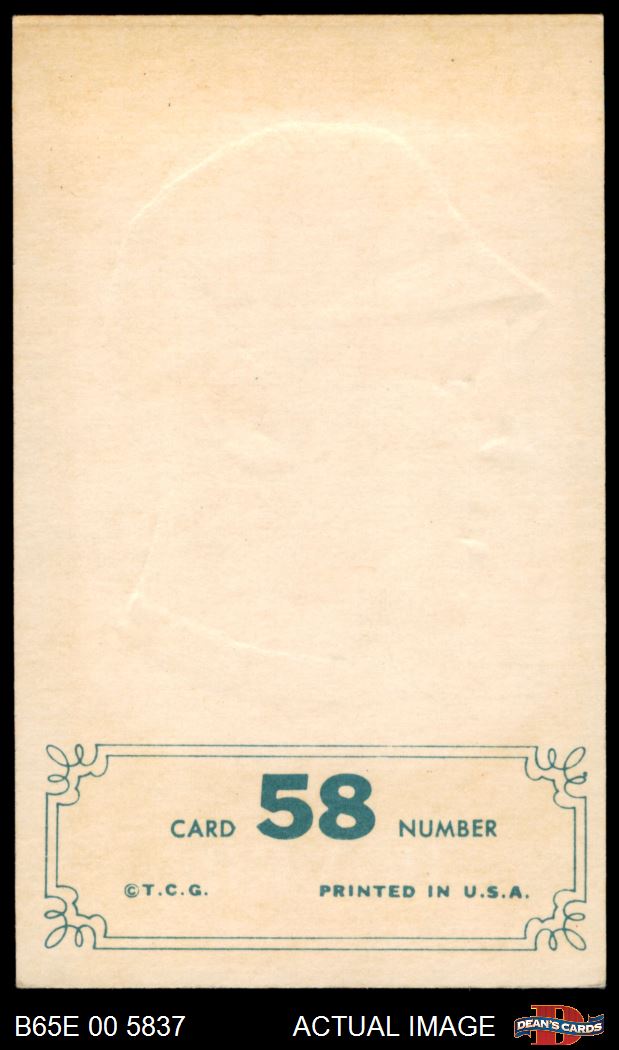 CARD 58 NUMBER
©T.C.G. PRINTED IN U.S.A.
B65E 00 5837 ACTUAL IMAGE DEAN'S CARDS